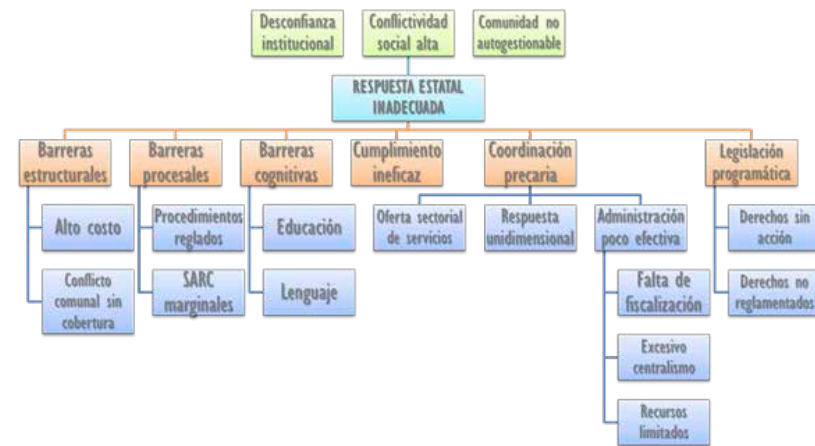 Desconfianza
institucional
Conflictividad
social alta
Comunidad no
autogestionable
RESPUESTA ESTATAL
INADECUADA
Barreras
estructurales
Barreras
procesales
Barreras
cognitivas
Cumplimiento
ineficaz
Coordinación
precaria
Legislación
programática
Alto costo
Procedimientos
reglados
Educación
Oferta sectorial
de servicios
Respuesta
unidimensional
Administración
poco efectiva
Derechos sin
acción
Conflicto
comunal sin
cobertura
SARC
marginales
Lenguaje
Falta de
fiscalización
Derechos no
reglamentados
Excesivo
centralismo
Recursos
limitados